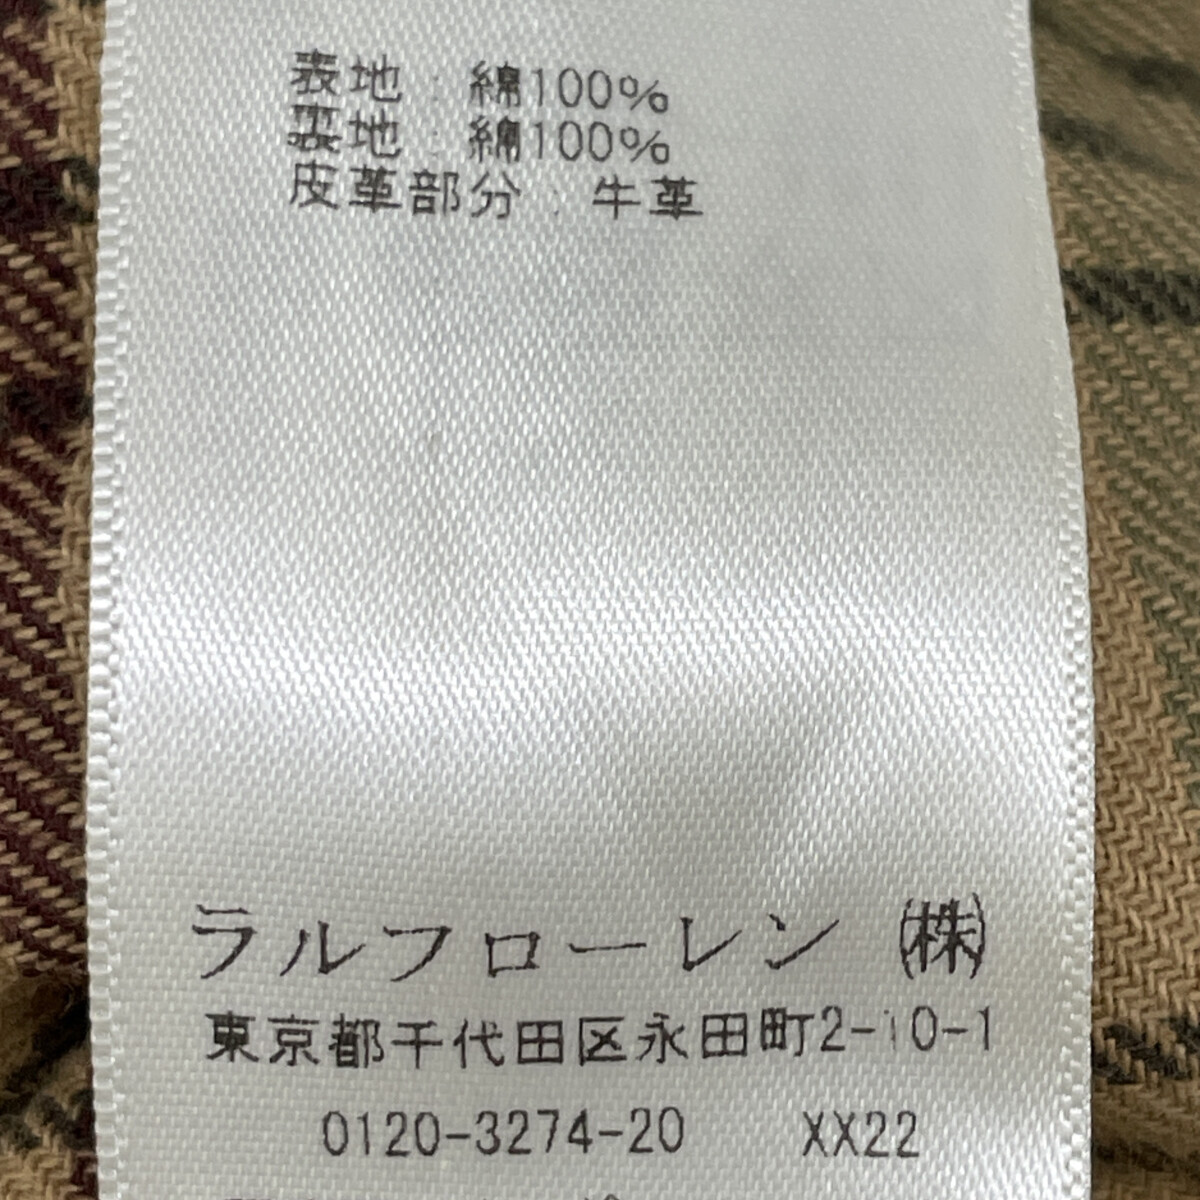 表地：綿100%
裏地：綿100%
皮革部分：牛革
ラルフローレン ㈱
東京都千代田区永田町2-10-1
0120-3274-20 XX22